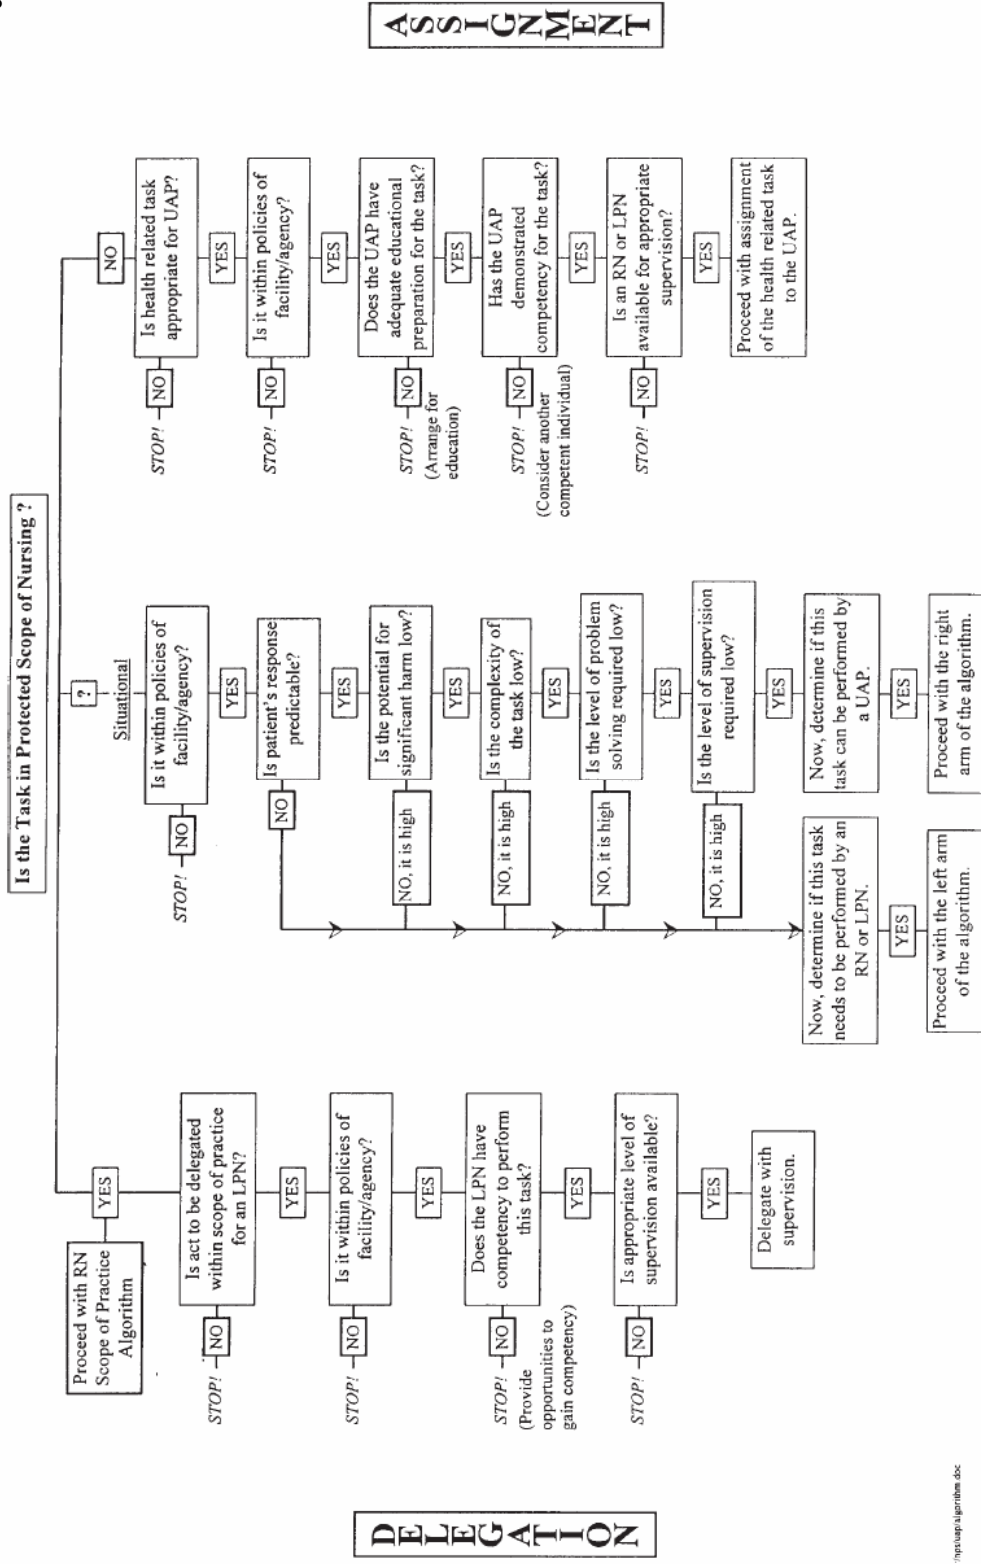 Is the Task in Protected Scope of Nursing ?
DELEGATION
Proceed with RN
Scope of Practice
Algorithm
YES
Is act to be delegated
within scope of practice
for an LPN?
NO
STOP!
YES
Is it within policies of
facility/agency?
NO
STOP!
YES
Does the LPN have
competency to perform
this task?
NO
STOP!
(Provide
opportunities to
gain competency)
YES
Is appropriate level of
supervision available?
NO
STOP!
YES
Delegate with
supervision.
?
Situational
Is it within policies of
facility/agency?
NO
STOP!
YES
Is patient's response
predictable?
NO
YES
Is the potential for
significant harm low?
NO, it is high
YES
Is the complexity of
the task low?
NO, it is high
YES
Is the level of problem
solving required low?
NO, it is high
YES
Is the level of supervision
required low?
NO, it is high
YES
Now, determine if this task
needs to be performed by an
RN or LPN.
YES
Proceed with the left arm
of the algorithm.
Now, determine if this
task can be performed by
a UAP.
YES
Proceed with the right
arm of the algorithm.
NO
Is health related task
appropriate for UAP?
NO
STOP!
YES
Is it within policies of
facility/agency?
NO
STOP!
YES
Does the UAP have
adequate educational
preparation for the task?
NO
STOP!
(Arrange for
education)
YES
Has the UAP
demonstrated
competency for the task?
NO
STOP!
(Consider another
competent individual)
YES
Is an RN or LPN
available for appropriate
supervision?
NO
STOP!
YES
Proceed with assignment
of the health related task
to the UAP.
ASSIGNMENT
/nps/uap/algorithm.doc